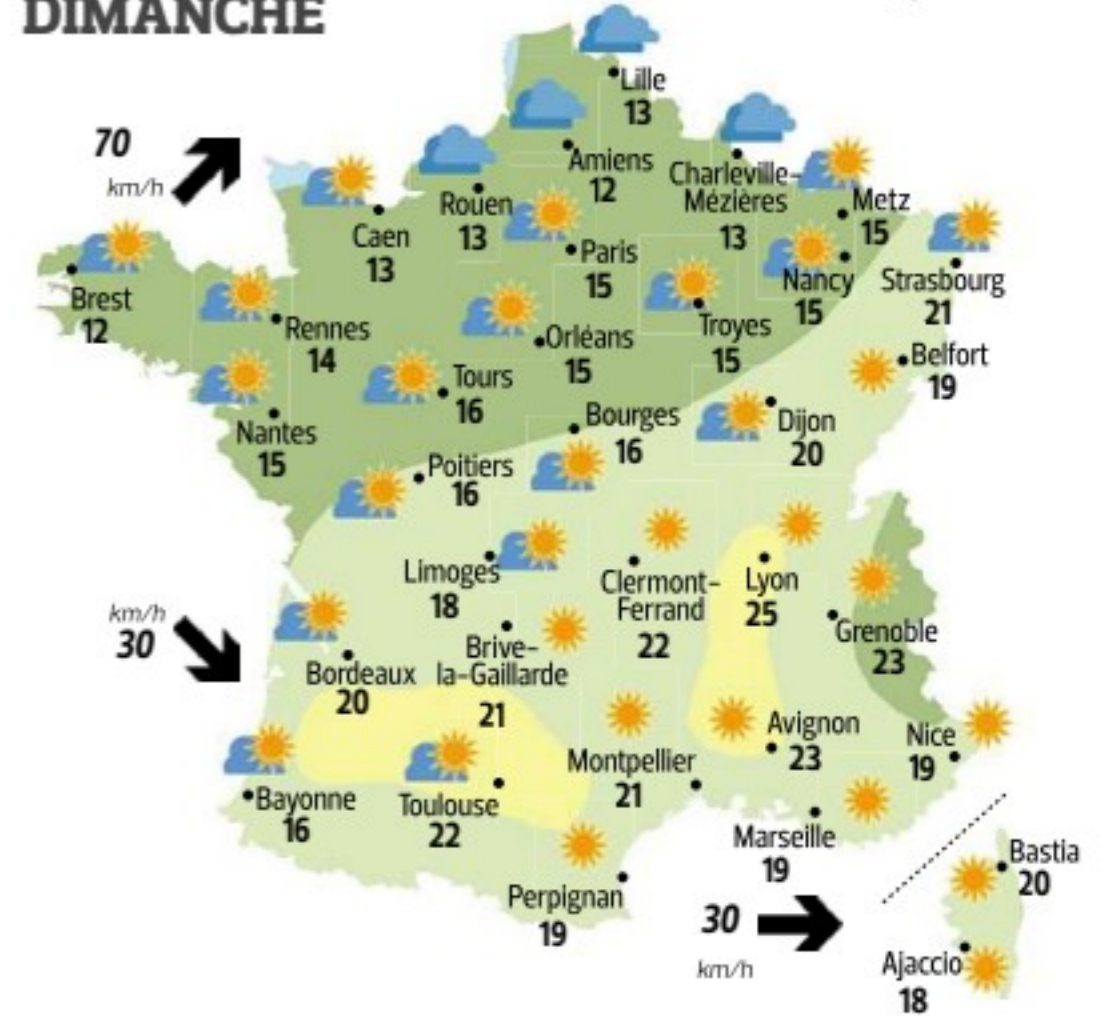 DIMANCHE
Lille
13
70
km/h
Amiens
12
Charleville-
Mézières
13
Rouen
13
Metz
15
Caen
13
Paris
15
Nancy
15
Strasbourg
21
Brest
12
Rennes
14
Orléans
15
Troyes
15
Belfort
19
Tours
16
Bourges
16
Dijon
20
Nantes
15
Poitiers
16
Limoges
18
Clermont-
Ferrand
22
Lyon
25
km/h
30
Grenoble
23
Bordeaux
20
Brive-
la-Gaillarde
21
Avignon
23
Nice
19
Montpellier
21
Bayonne
16
Toulouse
22
Marseille
19
Bastia
20
Perpignan
19
30
km/h
Ajaccio
18